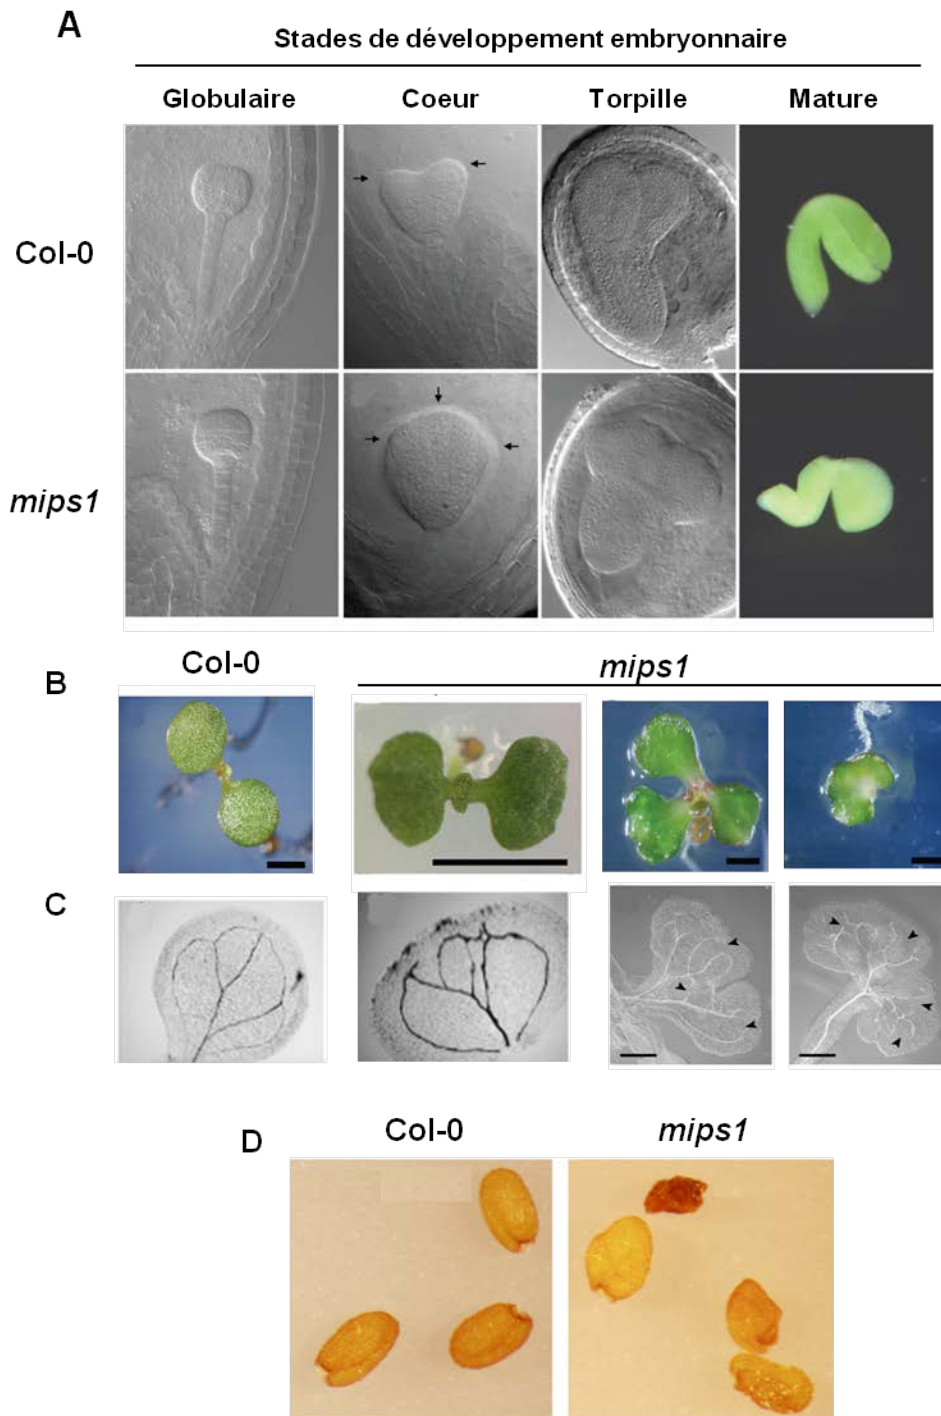 A
Stades de développement embryonnaire
Globulaire
Coeur
Torpille
Mature
Col-0
mips1
B
Col-0
mips1
C
D
Col-0
mips1